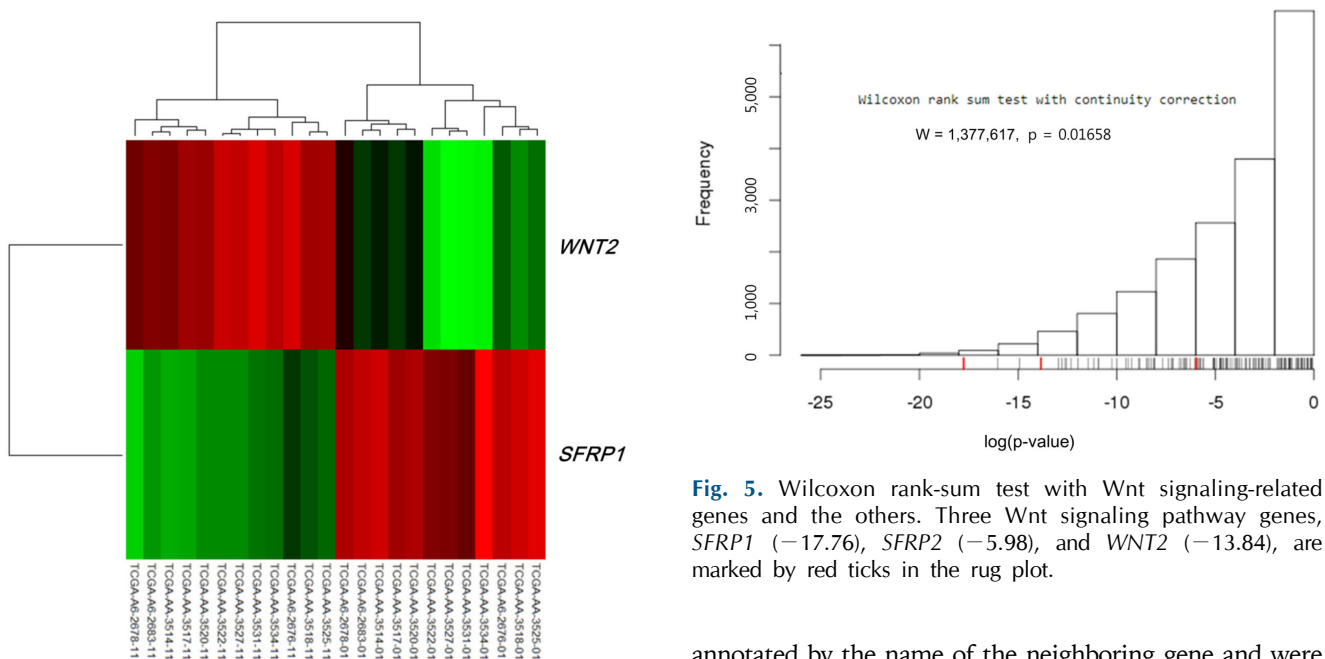 WNT2
SFRP1
TCGA-A6-2678-11
TCGA-A6-2683-11
TCGA-AA-3514-11
TCGA-AA-3517-11
TCGA-AA-3520-11
TCGA-AA-3522-11
TCGA-AA-3527-11
TCGA-AA-3531-11
TCGA-AA-3534-11
TCGA-A6-2676-11
TCGA-AA-3518-11
TCGA-AA-3525-11
TCGA-A6-2678-01
TCGA-A6-2683-01
TCGA-AA-3514-01
TCGA-AA-3517-01
TCGA-AA-3520-01
TCGA-AA-3522-01
TCGA-AA-3527-01
TCGA-AA-3531-01
TCGA-AA-3534-01
TCGA-A6-2676-01
TCGA-AA-3518-01
TCGA-AA-3525-01
Wilcoxon rank sum test with continuity correction
W = 1,377,617, p = 0.01658
Frequency
5,000
3,000
1,000
0
-25 -20 -15 -10 -5 0
log(p-value)
Fig. 5. Wilcoxon rank-sum test with Wnt signaling-related
genes and the others. Three Wnt signaling pathway genes,
SFRP1 (−17.76), SFRP2 (−5.98), and WNT2 (−13.84), are
marked by red ticks in the rug plot.
annotated by the name of the neighboring gene and were